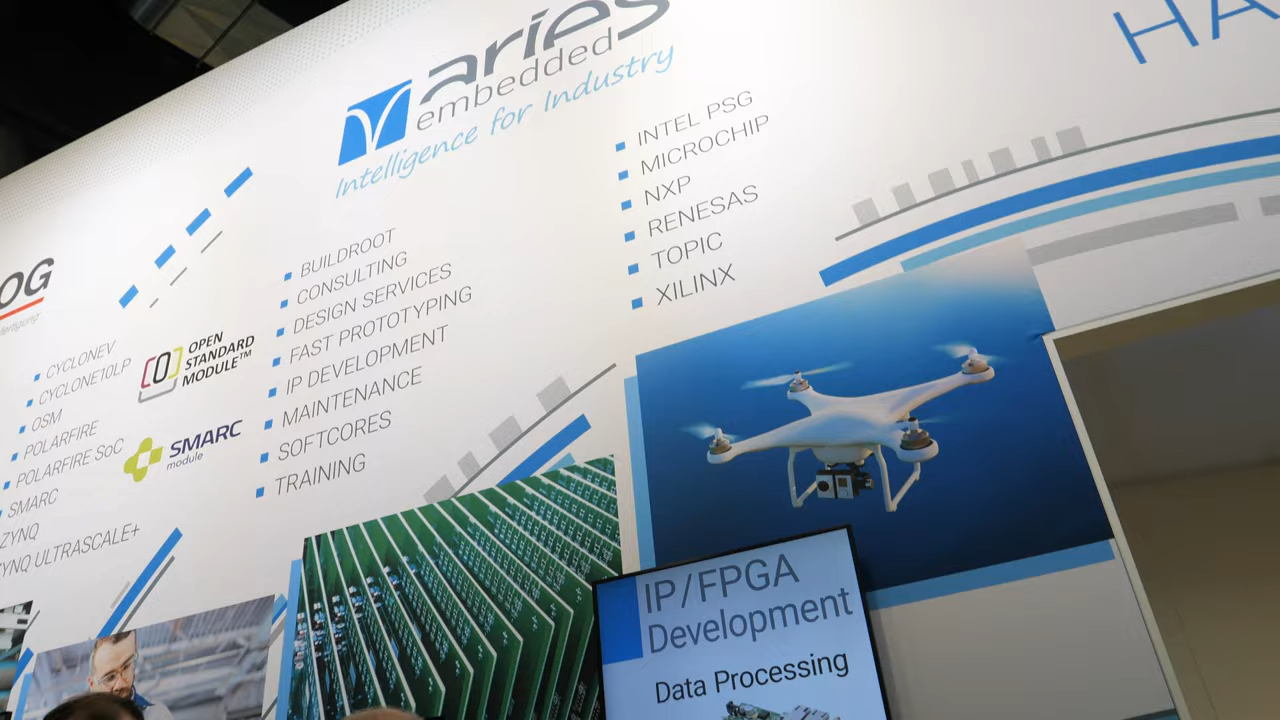 aries
embedded
Intelligence for Industry
HA
INTEL PSG
MICROCHIP
NXP
RENESAS
TOPIC
XILINX
BUILDROOT
CONSULTING
DESIGN SERVICES
FAST PROTOTYPING
IP DEVELOPMENT
MAINTENANCE
SOFTCORES
TRAINING
OG
CYCLONEV
CYCLONE10LP
OSM
POLARFIRE
POLARFIRE SoC
SMARC
ZYNQ
ZYNQ ULTRASCALE+
[O]
OPEN
STANDARD
MODULE™
SMARC
module
IP/FPGA
Development
Data Processing